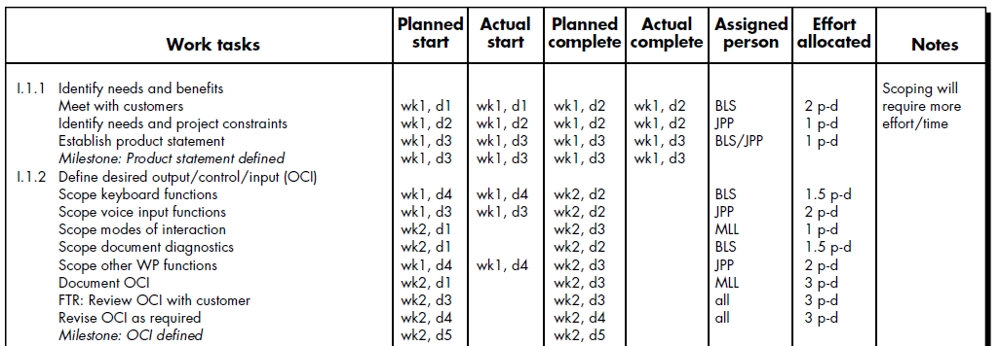 Work tasks Planned start Actual start Planned complete Actual complete Assigned person Effort allocated Notes
I.1.1 Identify needs and benefits Scoping will
Meet with customers wk1, d1 wk1, d1 wk1, d2 wk1, d2 BLS 2 p-d require more
Identify needs and project constraints wk1, d2 wk1, d2 wk1, d2 wk1, d2 JPP 1 p-d effort/time
Establish product statement wk1, d3 wk1, d3 wk1, d3 wk1, d3 BLS/JPP 1 p-d
Milestone: Product statement defined wk1, d3 wk1, d3 wk1, d3 wk1, d3
I.1.2 Define desired output/control/input (OCI)
Scope keyboard functions wk1, d4 wk1, d4 wk2, d2 BLS 1.5 p-d
Scope voice input functions wk1, d3 wk1, d3 wk2, d2 JPP 2 p-d
Scope modes of interaction wk2, d1 wk2, d3 MLL 1 p-d
Scope document diagnostics wk2, d1 wk2, d2 BLS 1.5 p-d
Scope other WP functions wk1, d4 wk1, d4 wk2, d3 JPP 2 p-d
Document OCI wk2, d1 wk2, d3 MLL 3 p-d
FTR: Review OCI with customer wk2, d3 wk2, d3 all 3 p-d
Revise OCI as required wk2, d4 wk2, d4 all 3 p-d
Milestone: OCI defined wk2, d5 wk2, d5